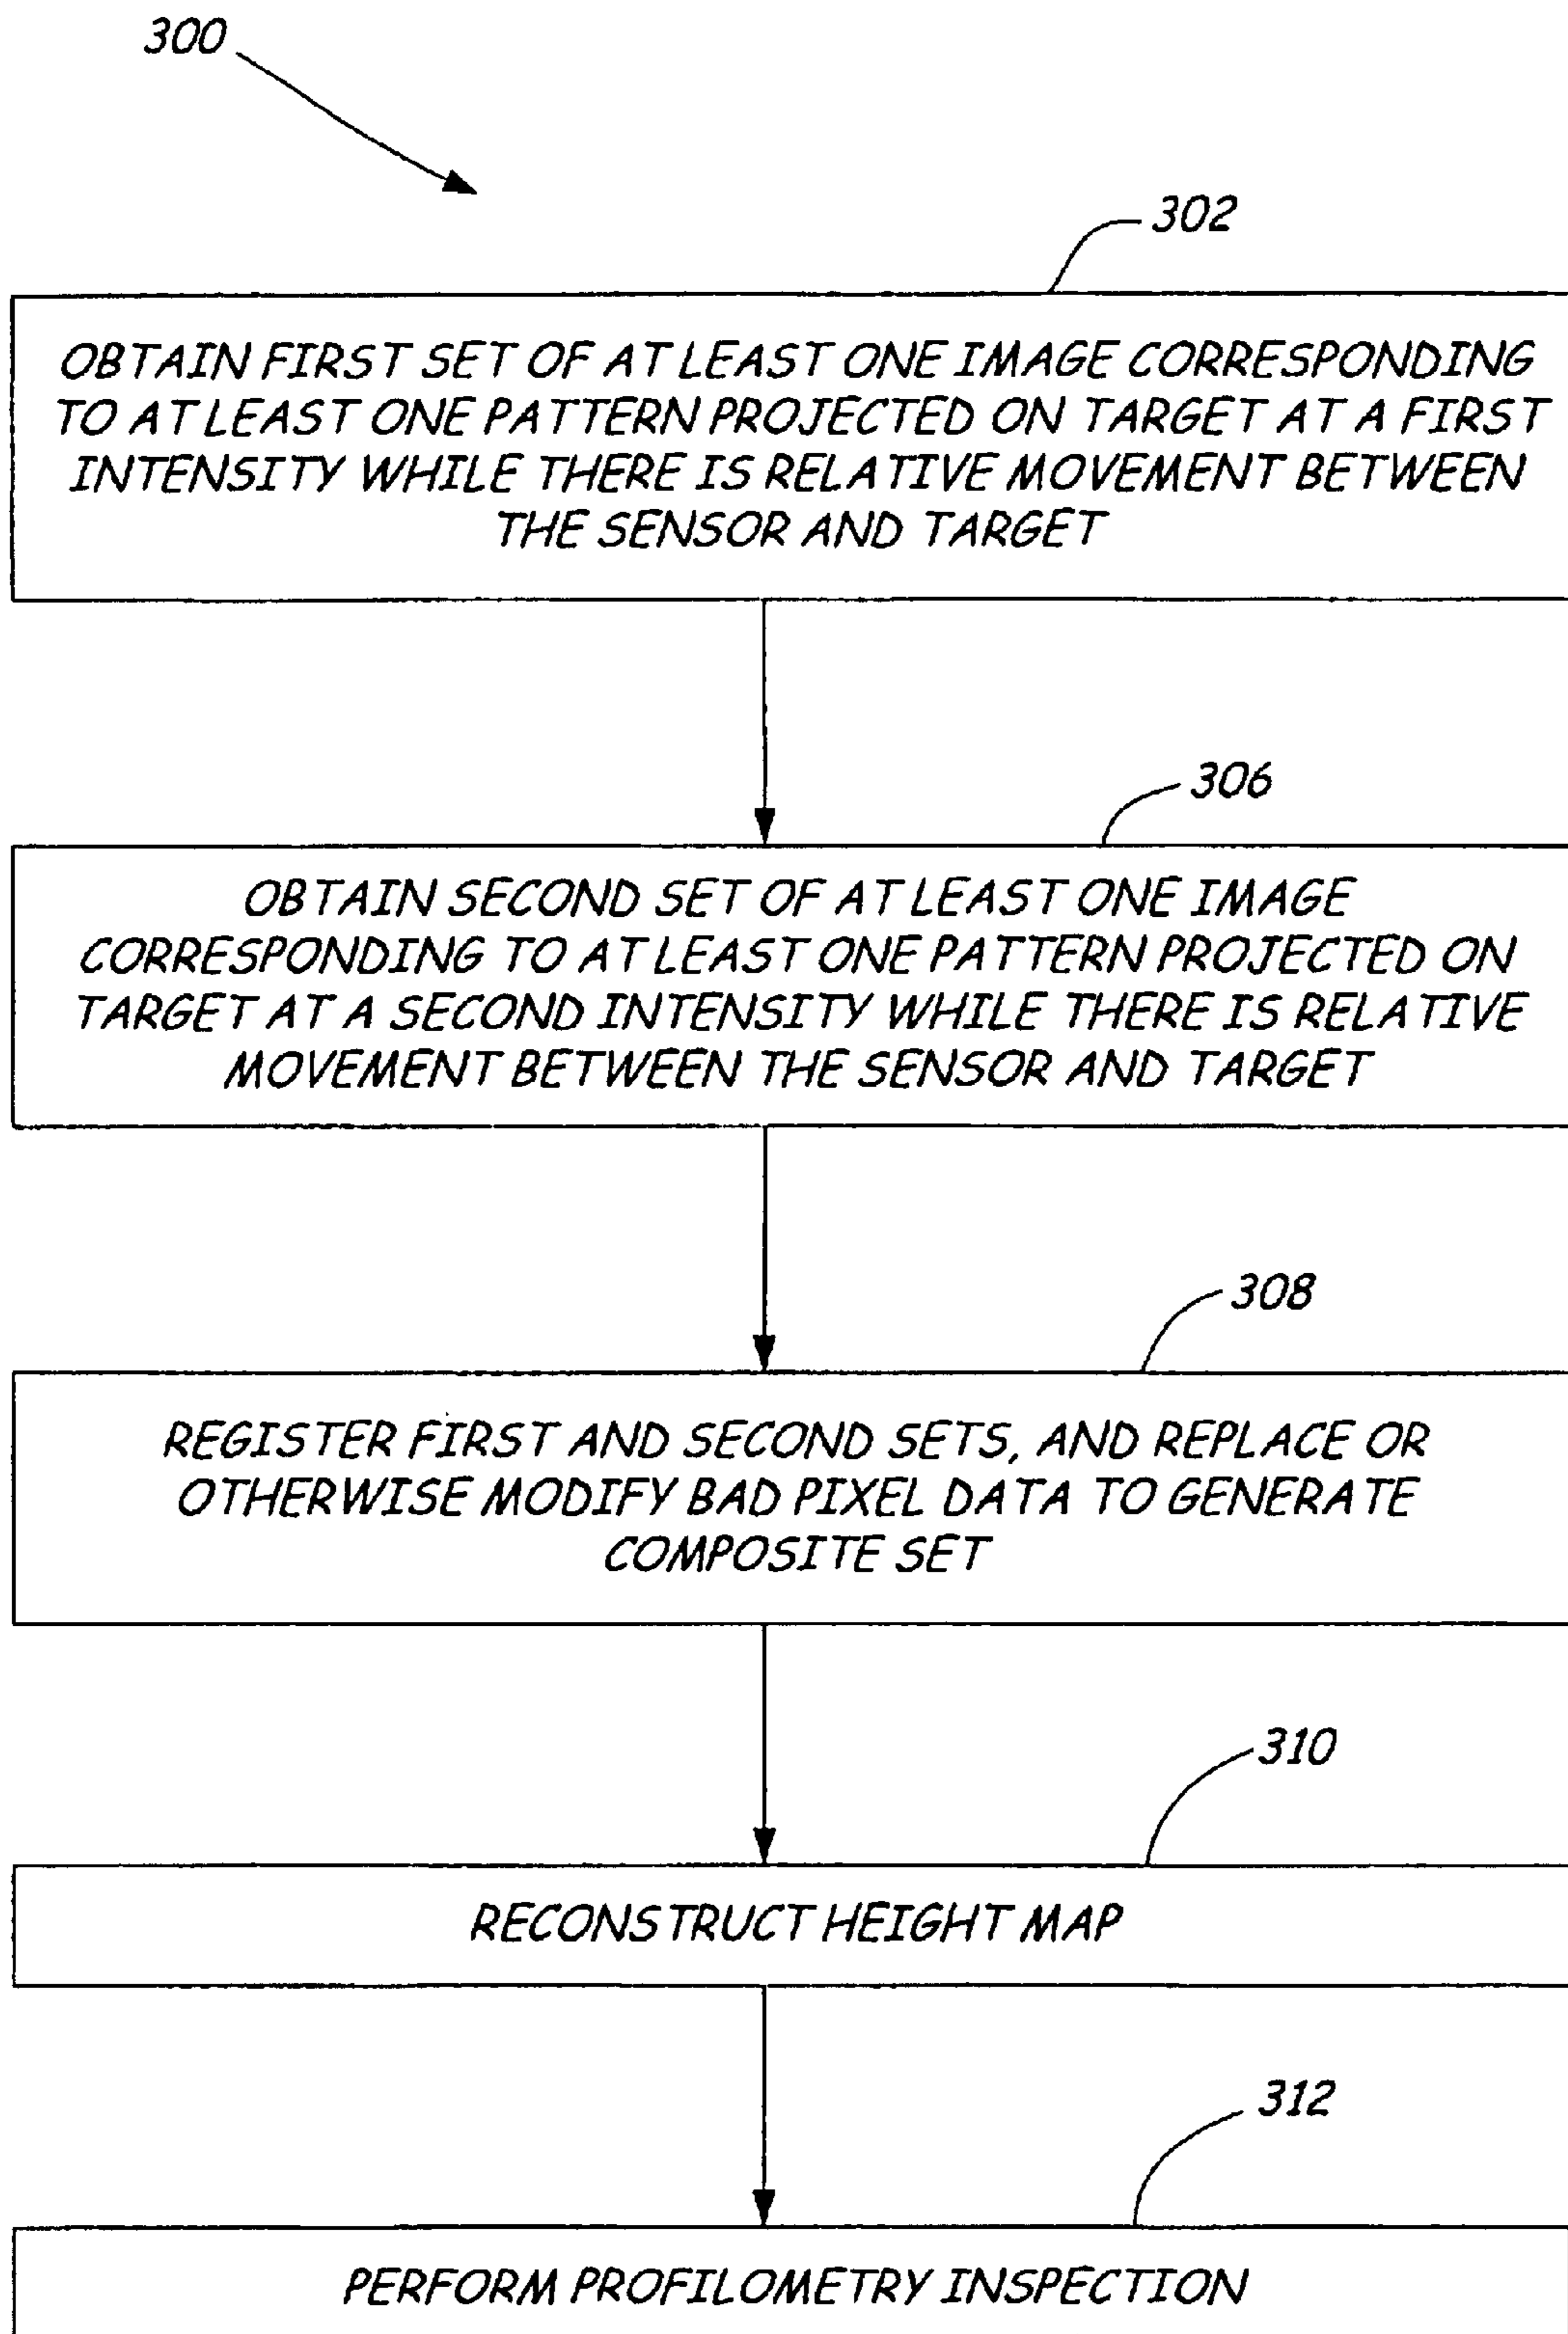 300
302
OBTAIN FIRST SET OF AT LEAST ONE IMAGE CORRESPONDING
TO AT LEAST ONE PATTERN PROJECTED ON TARGET AT A FIRST
INTENSITY WHILE THERE IS RELATIVE MOVEMENT BETWEEN
THE SENSOR AND TARGET
306
OBTAIN SECOND SET OF AT LEAST ONE IMAGE
CORRESPONDING TO AT LEAST ONE PATTERN PROJECTED ON
TARGET AT A SECOND INTENSITY WHILE THERE IS RELATIVE
MOVEMENT BETWEEN THE SENSOR AND TARGET
308
REGISTER FIRST AND SECOND SETS, AND REPLACE OR
OTHERWISE MODIFY BAD PIXEL DATA TO GENERATE
COMPOSITE SET
310
RECONSTRUCT HEIGHT MAP
312
PERFORM PROFILOMETRY INSPECTION